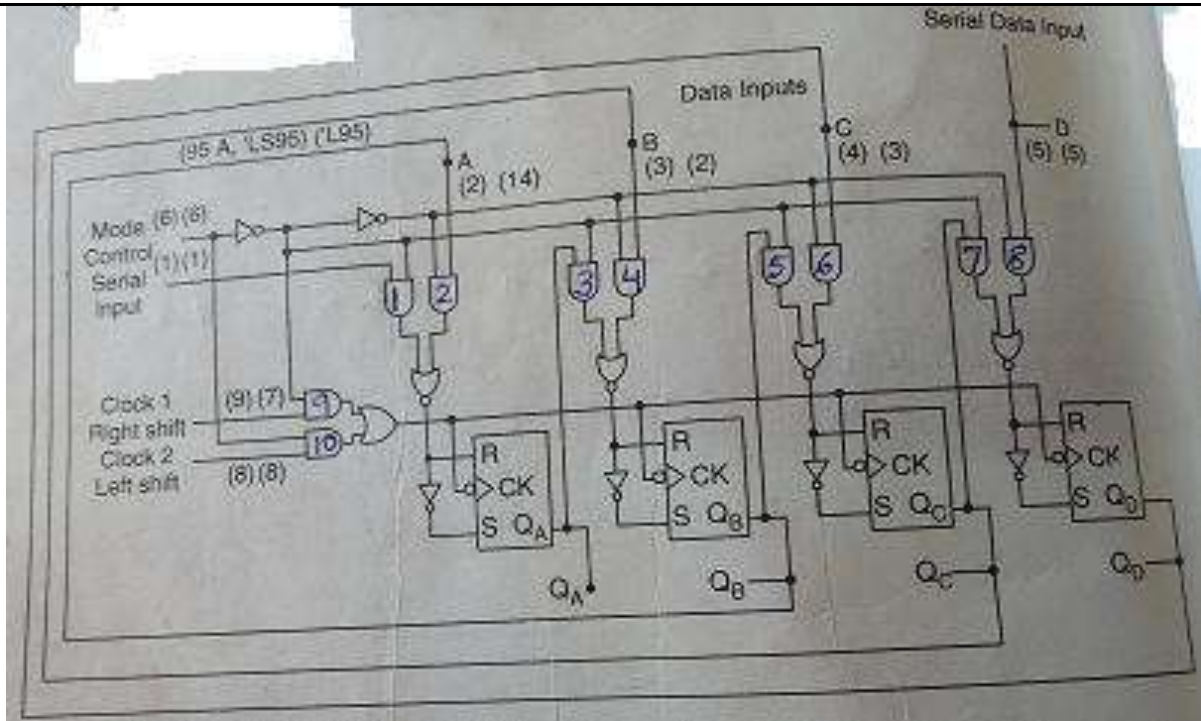 Serial Data Input
Data Inputs
(95 A, 'LS95) ('L95)
A
(2) (14)
B
(3) (2)
C
(4) (3)
D
(5) (5)
Mode (6)(6)
Control
(1)(1)
Serial
Input
1
2
3
4
5
6
7
8
Clock 1
Right shift
(9)(7)
9
Clock 2
Left shift
(8)(8)
10
R
CK
S QA
R
CK
S QB
R
CK
S QC
R
CK
S QD
QA
QB
QC
QD